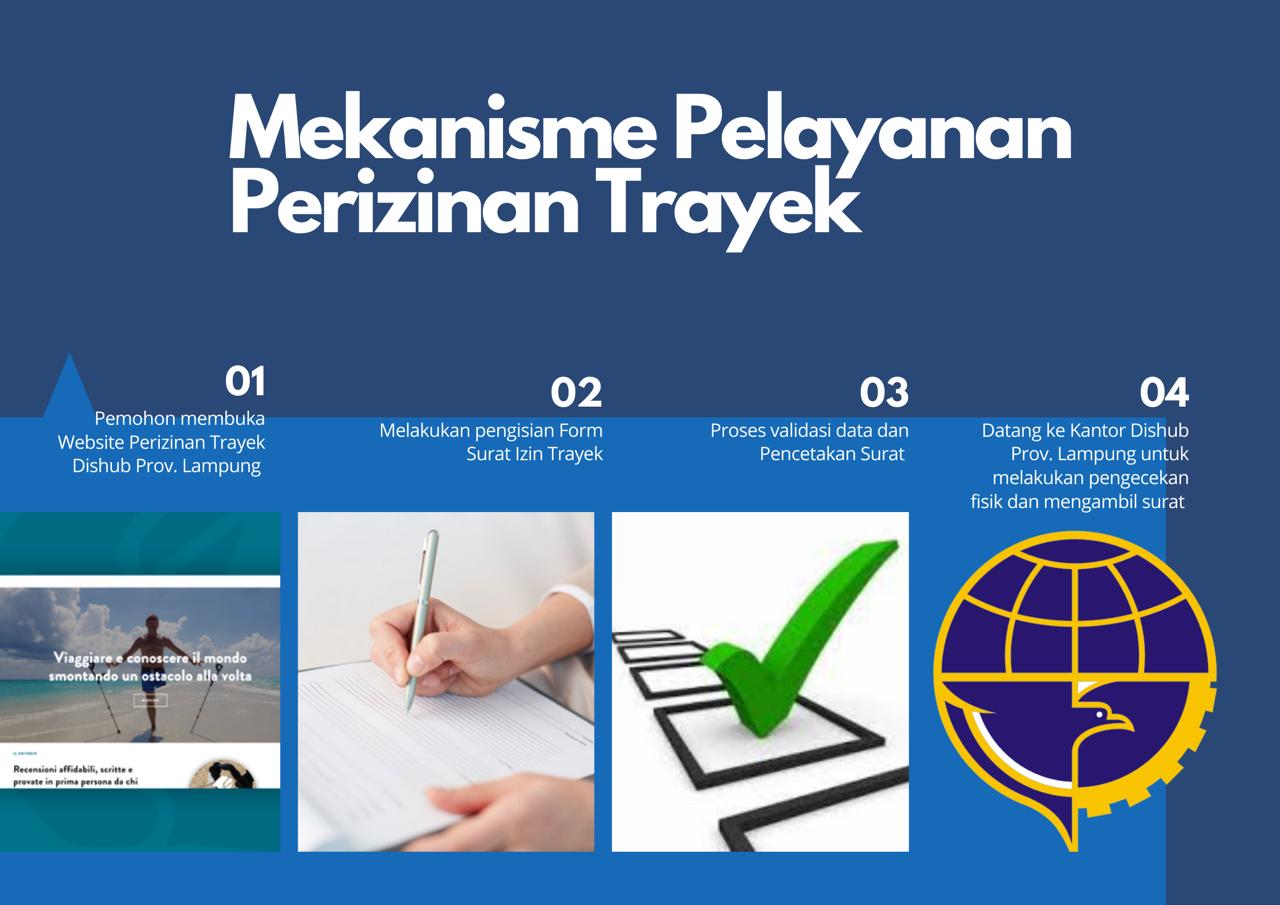 Mekanisme Pelayanan
Perizinan Trayek
01
Pemohon membuka
Website Perizinan Trayek
Dishub Prov. Lampung
02
Melakukan pengisian Form
Surat Izin Trayek
03
Proses validasi data dan
Pencetakan Surat
04
Datang ke Kantor Dishub
Prov. Lampung untuk
melakukan pengecekan
fisik dan mengambil surat
Viaggiare e conoscere il mondo
smontando un ostacolo alla volta
Recensioni affidabili, scritte e
provate in prima persona da chi